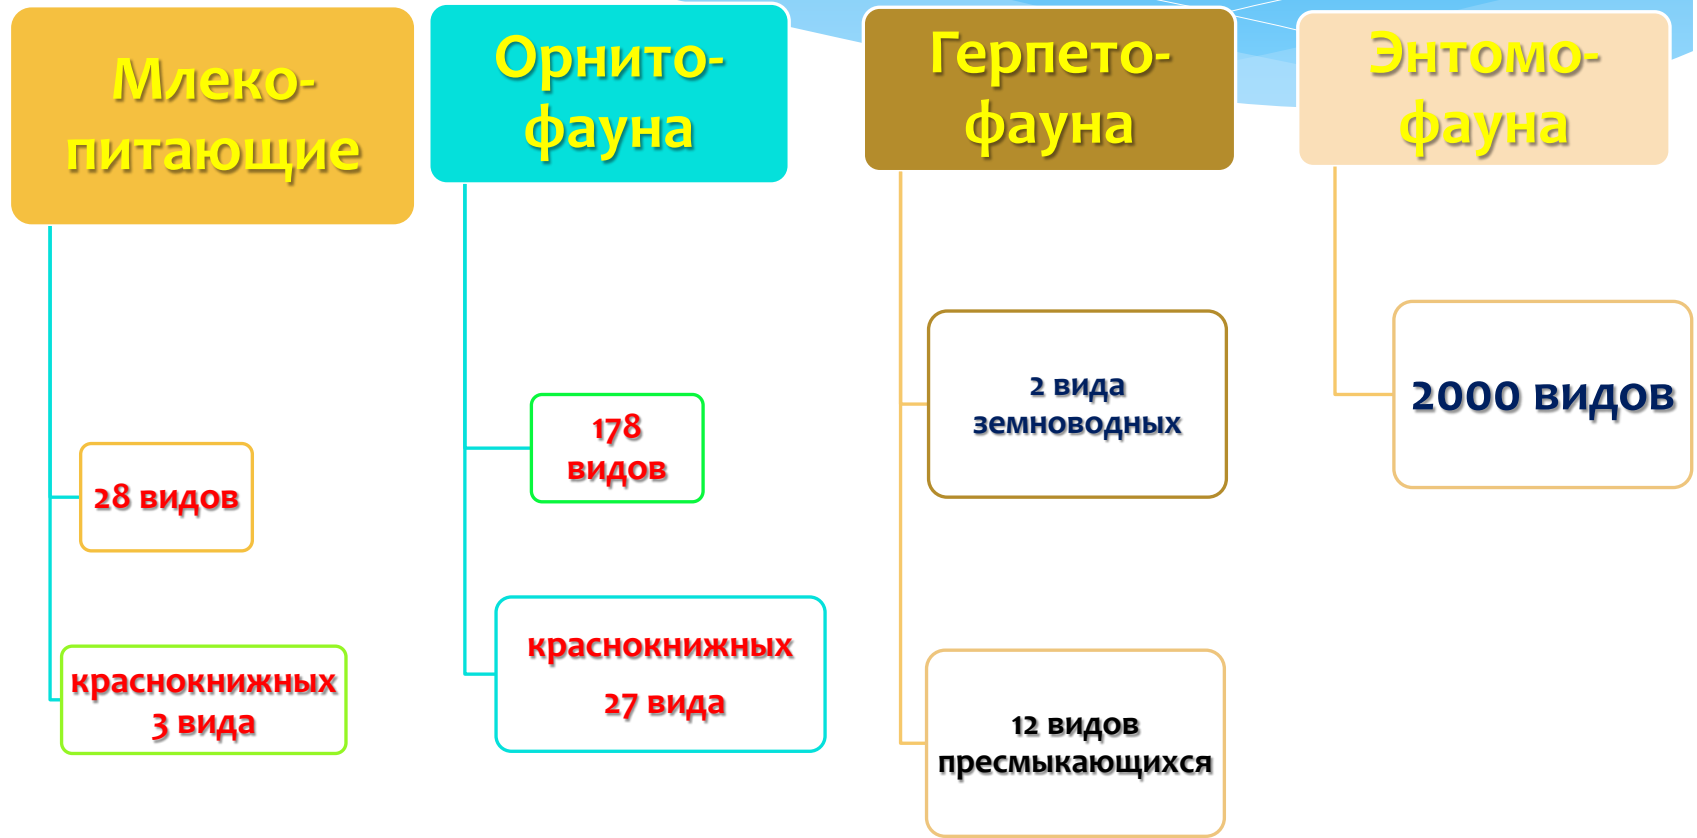 Млеко-
питающие
28 видов
краснокнижных
3 вида
Орнито-
фауна
178
видов
краснокнижных
27 вида
Герпето-
фауна
2 вида
земноводных
12 видов
пресмыкающихся
Энтомо-
фауна
2000 видов